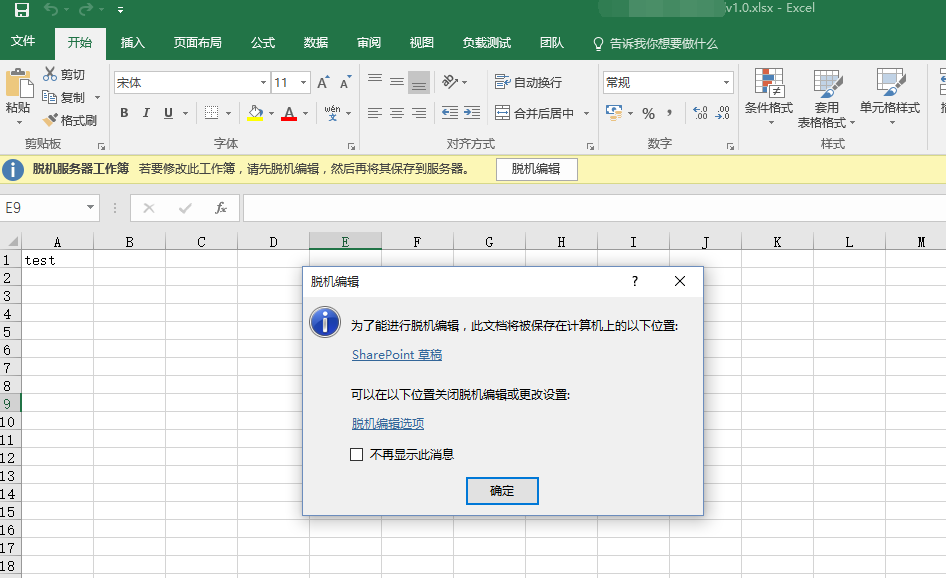 v1.0.xlsx - Excel
文件 开始 插入 页面布局 公式 数据 审阅 视图 负载测试 团队 告诉我你想要做什么
粘贴
剪切
复制
格式刷
剪贴板
宋体 11
B I U A wén 文
字体
自动换行
合并后居中
对齐方式
常规
% , .0 .00
数字
条件格式
套用
表格格式
单元格样式
样式
脱机服务器工作簿 若要修改此工作簿，请先脱机编辑，然后再将其保存到服务器。 脱机编辑
E9 fx
A B C D E F G H I J K L M
1 test
2
3
4
5
6
7
8
9
10
11
12
13
14
15
16
17
18
脱机编辑 ?
为了能进行脱机编辑，此文档将被保存在计算机上的以下位置:
SharePoint 草稿
可以在以下位置关闭脱机编辑或更改设置:
脱机编辑选项
不再显示此消息
确定